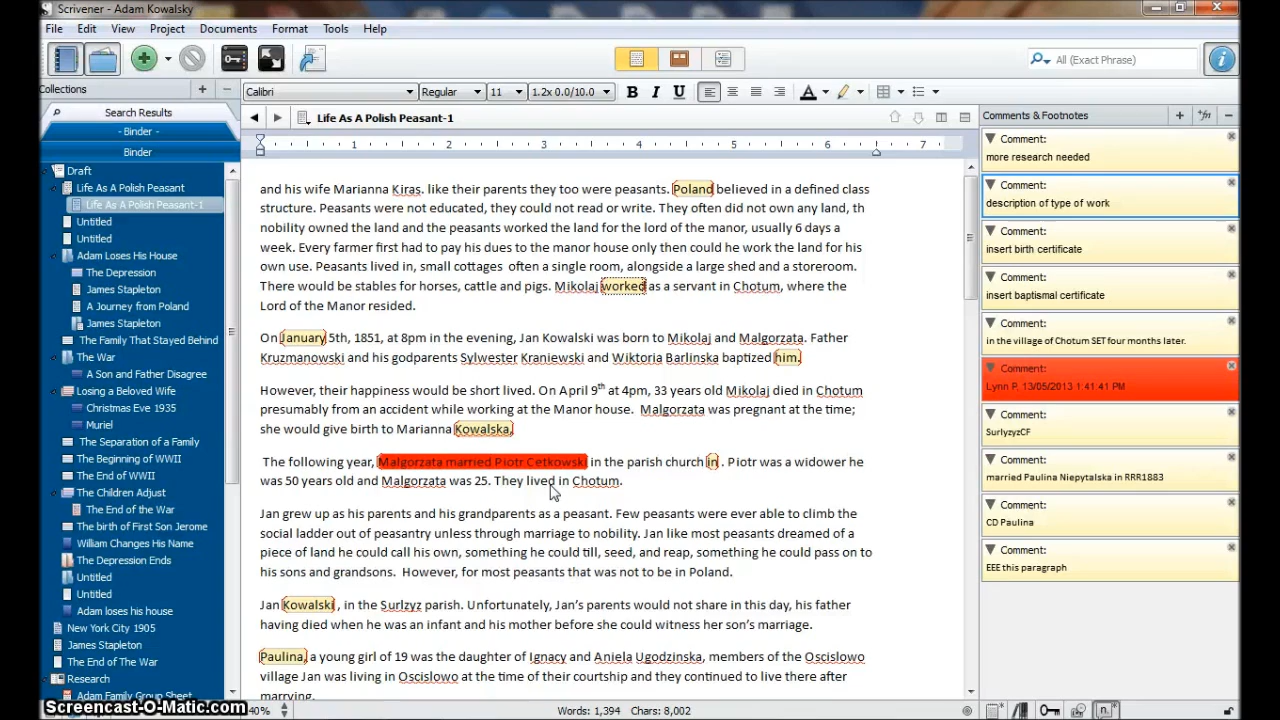 Scrivener - Adam Kowalsky
File Edit View Project Documents Format Tools Help
All (Exact Phrase)
Collections
Calibri Regular 11 1.2x 0.0/10.0
Search Results
- Binder -
Binder
Draft
Life As A Polish Peasant
Life As A Polish Peasant-1
Untitled
Untitled
Adam Loses His House
The Depression
James Stapleton
A Journey from Poland
James Stapleton
The Family That Stayed Behind
The War
A Son and Father Disagree
Losing a Beloved Wife
Christmas Eve 1935
Muriel
The Separation of a Family
The Beginning of WWII
The End of WWII
The Children Adjust
The End of the War
The birth of First Son Jerome
William Changes His Name
The Depression Ends
Untitled
Untitled
Adam loses his house
New York City 1905
James Stapleton
The End Of The War
Research
Adam Family Group Sheet
Life As A Polish Peasant-1
1 2 3 4 5 6 7
and his wife Marianna Kiras. like their parents they too were peasants. Poland believed in a defined class
structure. Peasants were not educated, they could not read or write. They often did not own any land, th
nobility owned the land and the peasants worked the land for the lord of the manor, usually 6 days a
week. Every farmer first had to pay his dues to the manor house only then could he work the land for his
own use. Peasants lived in, small cottages often a single room, alongside a large shed and a storeroom.
There would be stables for horses, cattle and pigs. Mikolaj worked as a servant in Chotum, where the
Lord of the Manor resided.
On January 5th, 1851, at 8pm in the evening, Jan Kowalski was born to Mikolaj and Malgorzata. Father
Kruzmanowski and his godparents Sylwester Kraniewski and Wiktoria Barlinska baptized him.
However, their happiness would be short lived. On April 9th at 4pm, 33 years old Mikolaj died in Chotum
presumably from an accident while working at the Manor house. Malgorzata was pregnant at the time;
she would give birth to Marianna Kowalska,
The following year, Malgorzata married Piotr Cetkowski in the parish church in . Piotr was a widower he
was 50 years old and Malgorzata was 25. They lived in Chotum.
Jan grew up as his parents and his grandparents as a peasant. Few peasants were ever able to climb the
social ladder out of peasantry unless through marriage to nobility. Jan like most peasants dreamed of a
piece of land he could call his own, something he could till, seed, and reap, something he could pass on to
his sons and grandsons. However, for most peasants that was not to be in Poland.
Jan Kowalski , in the Surlzyz parish. Unfortunately, Jan's parents would not share in this day, his father
having died when he was an infant and his mother before she could witness her son's marriage.
Paulina, a young girl of 19 was the daughter of Ignacy and Aniela Ugodzinska, members of the Oscislowo
village Jan was living in Oscislowo at the time of their courtship and they continued to live there after
marrying.
Comments & Footnotes
Comment:
more research needed
Comment:
description of type of work
Comment:
insert birth certificate
Comment:
insert baptismal certificate
Comment:
in the village of Chotum SET four months later.
Comment:
Lynn P, 13/05/2013 1:41:41 PM
Comment:
SurlyzyzCF
Comment:
married Paulina Niepytalska in RRR1883
Comment:
CD Paulina
Comment:
EEE this paragraph
40% Words: 1,394 Chars: 8,002
Screencast-O-Matic.com